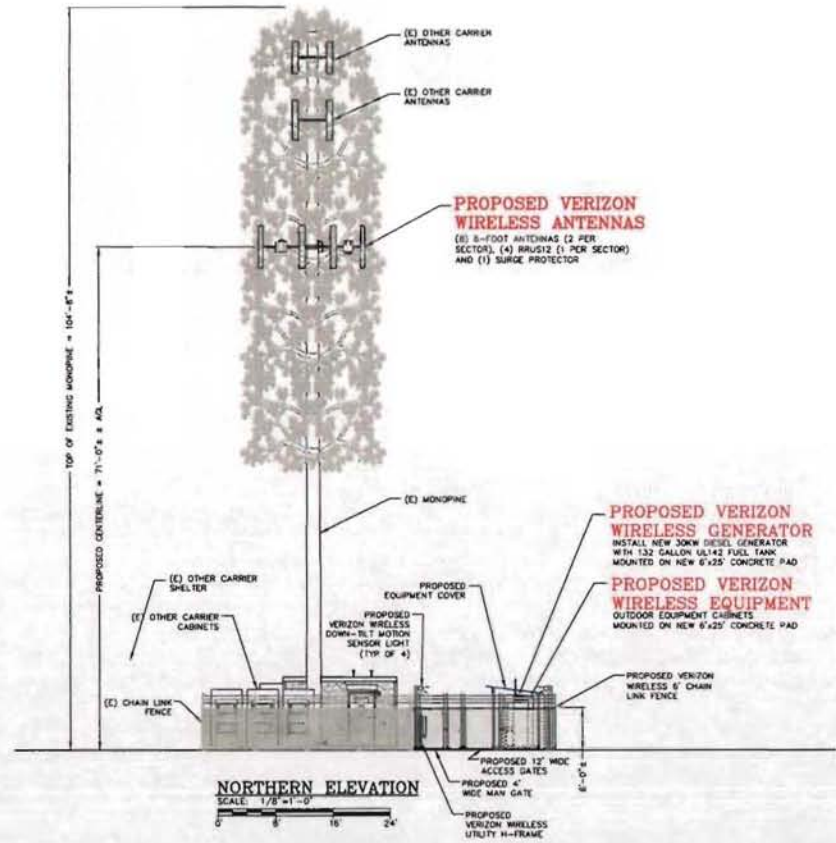 (E) OTHER CARRIER
ANTENNAS
(E) OTHER CARRIER
ANTENNAS
PROPOSED VERIZON
WIRELESS ANTENNAS
(8) 8-FOOT ANTENNAS (2 PER
SECTOR), (4) RRUS12 (1 PER SECTOR)
AND (1) SURGE PROTECTOR
TOP OF EXISTING MONOPINE = 104'-8"±
PROPOSED CENTERLINE = 71'-0"± AGL
(E) MONOPINE
PROPOSED VERIZON
WIRELESS GENERATOR
INSTALL NEW 30KW DIESEL GENERATOR
WITH 132 GALLON UL142 FUEL TANK
MOUNTED ON NEW 6'x25' CONCRETE PAD
PROPOSED VERIZON
WIRELESS EQUIPMENT
OUTDOOR EQUIPMENT CABINETS
MOUNTED ON NEW 6'x25' CONCRETE PAD
(E) OTHER CARRIER
SHELTER
(E) OTHER CARRIER
CABINETS
PROPOSED
EQUIPMENT COVER
PROPOSED
VERIZON WIRELESS
DOWN-TILT MOTION
SENSOR LIGHT
(TYP OF 4)
(E) CHAIN LINK
FENCE
PROPOSED VERIZON
WIRELESS 6' CHAIN
LINK FENCE
6'-0"±
PROPOSED 12' WIDE
ACCESS GATES
PROPOSED 4'
WIDE MAN GATE
PROPOSED
VERIZON WIRELESS
UTILITY H-FRAME
NORTHERN ELEVATION
SCALE: 1/8"=1'-0"
0' 8' 16' 24'